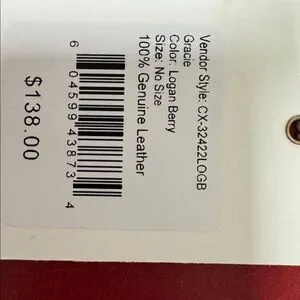 Vendor Style: CX-32422LOGB
Gracie
Color: Logan Berry
Size: No Size
100% Genuine Leather
6 04599 43873 4
$138.00